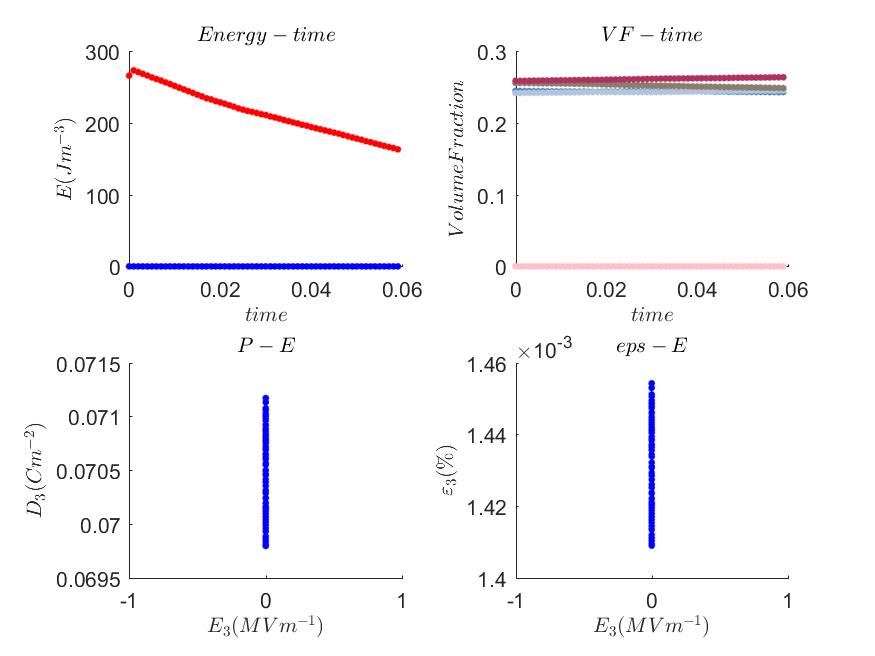 Energy − time
300
200
100
0
0
0.02
0.04
0.06
E(Jm⁻³)
time
VF − time
0.3
0.2
0.1
0
0
0.02
0.04
0.06
VolumeFraction
time
P − E
0.0715
0.071
0.0705
0.07
0.0695
-1
0
1
D₃(Cm⁻²)
E₃(MVm⁻¹)
×10⁻³
eps − E
1.46
1.44
1.42
1.4
-1
0
1
ε₃(%)
E₃(MVm⁻¹)